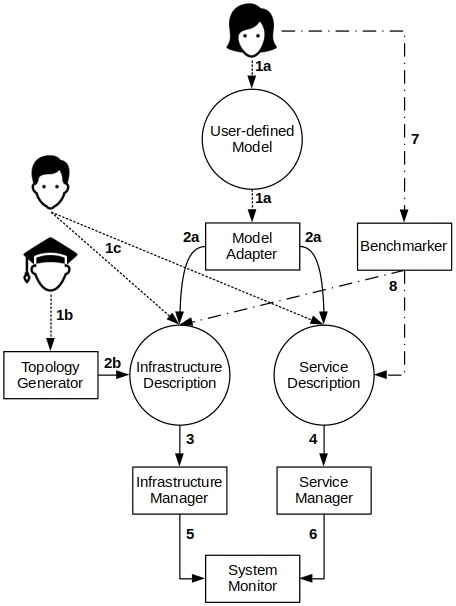 1a
User-defined
Model
7
1a
2a
Model
Adapter
2a
Benchmarker
1c
8
1b
Topology
Generator
2b
Infrastructure
Description
Service
Description
3
4
Infrastructure
Manager
Service
Manager
5
6
System
Monitor